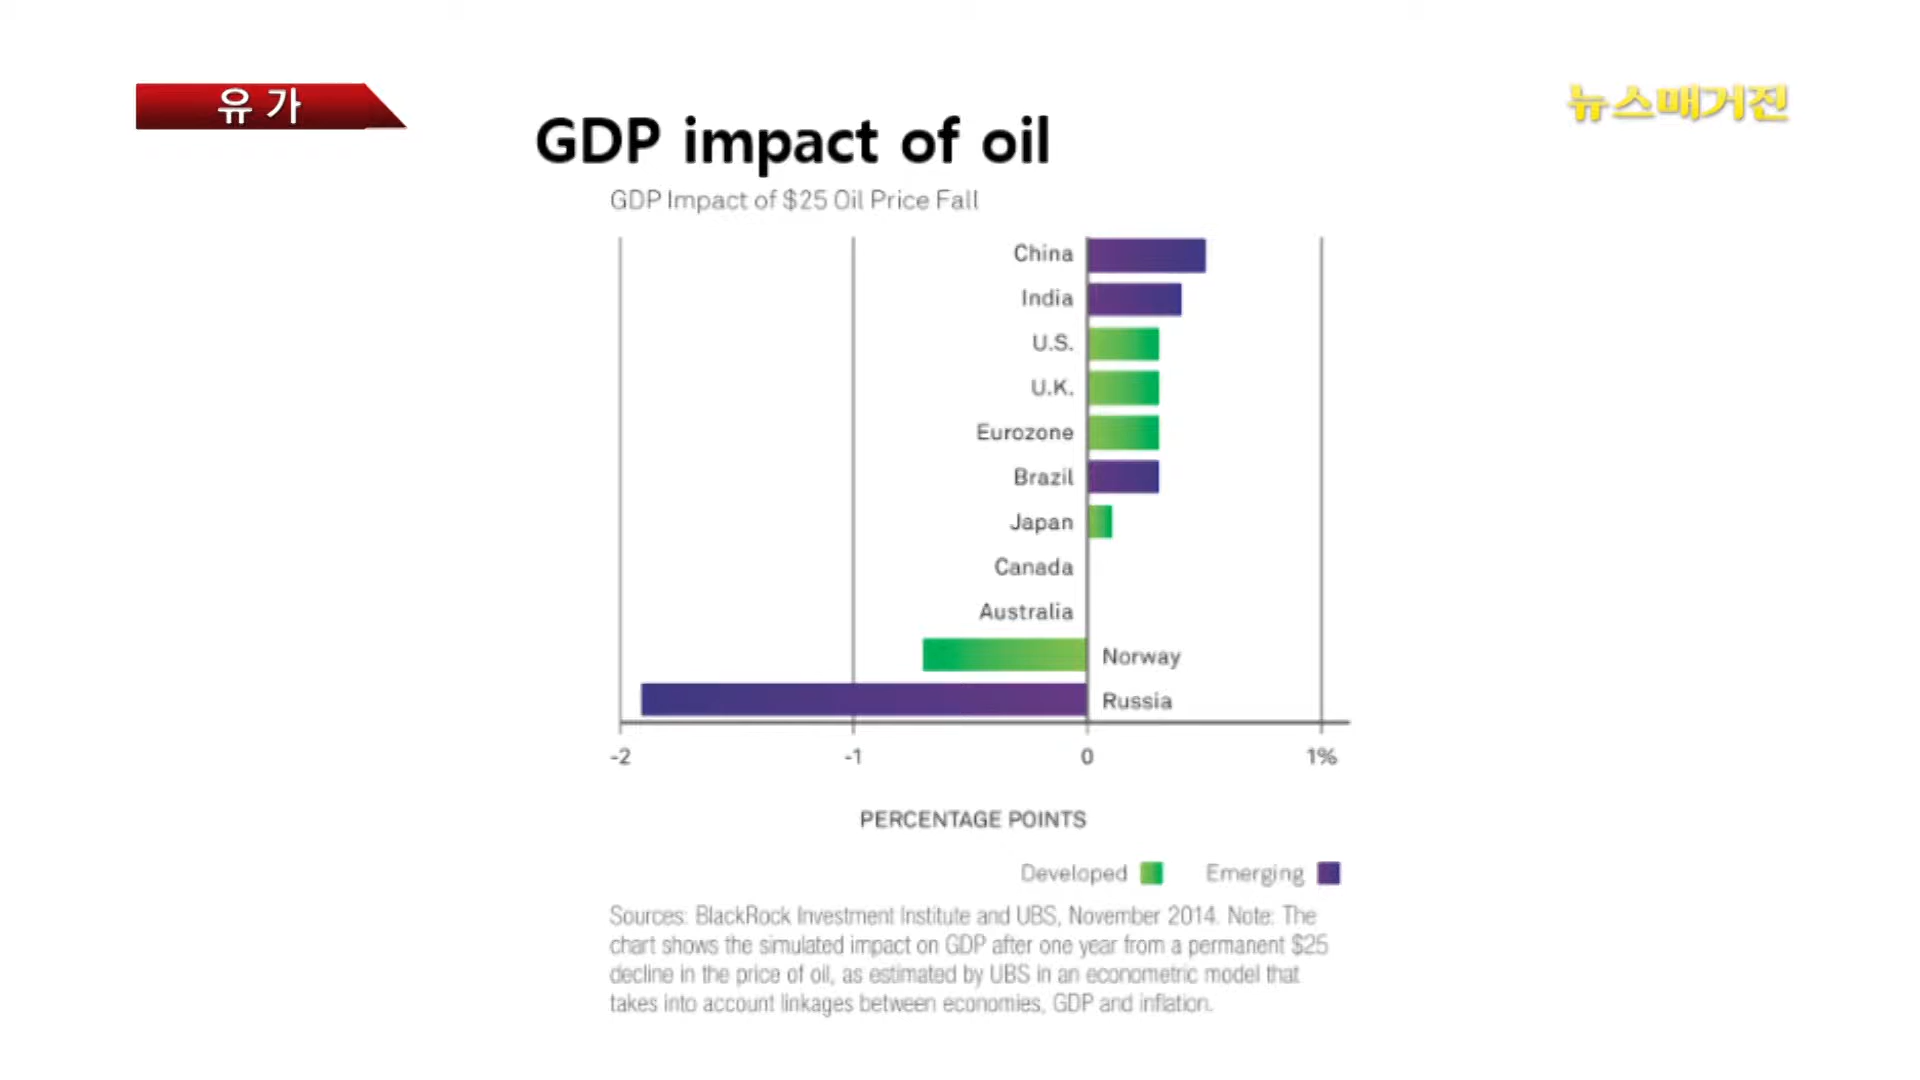 유가
뉴스매거진
GDP impact of oil
GDP Impact of $25 Oil Price Fall
China
India
U.S.
U.K.
Eurozone
Brazil
Japan
Canada
Australia
Norway
Russia
-2 -1 0 1%
PERCENTAGE POINTS
Developed Emerging
Sources: BlackRock Investment Institute and UBS, November 2014. Note: The
chart shows the simulated impact on GDP after one year from a permanent $25
decline in the price of oil, as estimated by UBS in an econometric model that
takes into account linkages between economies, GDP and inflation.